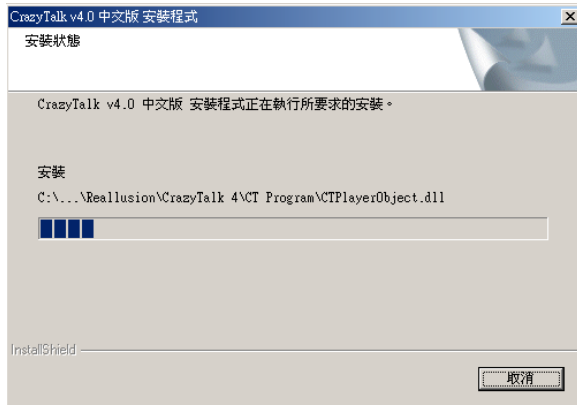 CrazyTalk v4.0 中文版 安裝程式
安裝狀態
CrazyTalk v4.0 中文版 安裝程式正在執行所要求的安裝。
安裝
C:\...\Reallusion\CrazyTalk 4\CT Program\CTPlayerObject.dll
InstallShield
取消